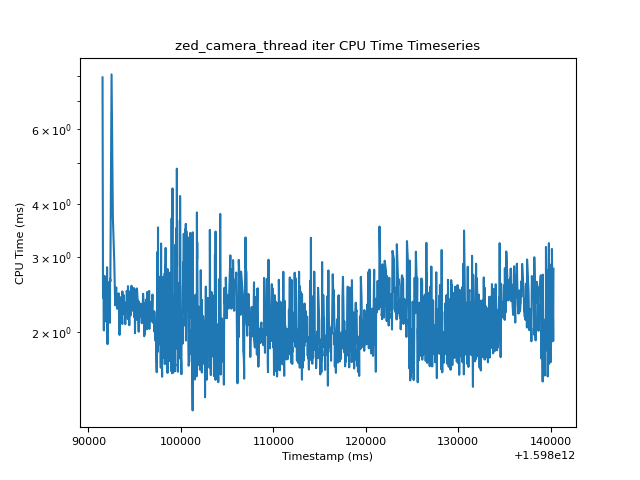 zed_camera_thread iter CPU Time Timeseries
CPU Time (ms)
6 × 10⁰
4 × 10⁰
3 × 10⁰
2 × 10⁰
90000 100000 110000 120000 130000 140000
Timestamp (ms)
+1.598e12